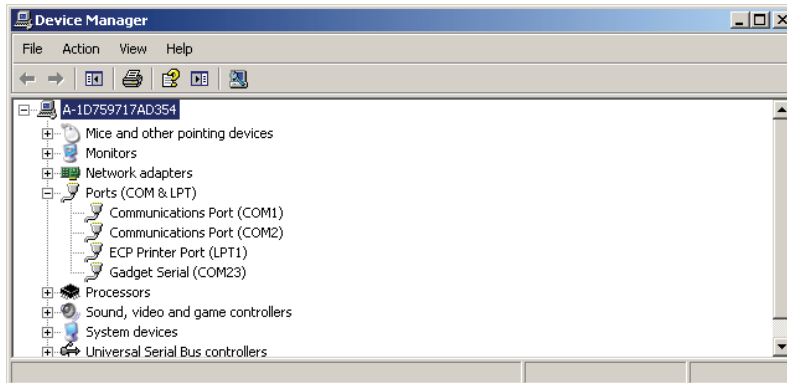 Device Manager
File Action View Help
A-1D759717AD354
Mice and other pointing devices
Monitors
Network adapters
Ports (COM & LPT)
Communications Port (COM1)
Communications Port (COM2)
ECP Printer Port (LPT1)
Gadget Serial (COM23)
Processors
Sound, video and game controllers
System devices
Universal Serial Bus controllers